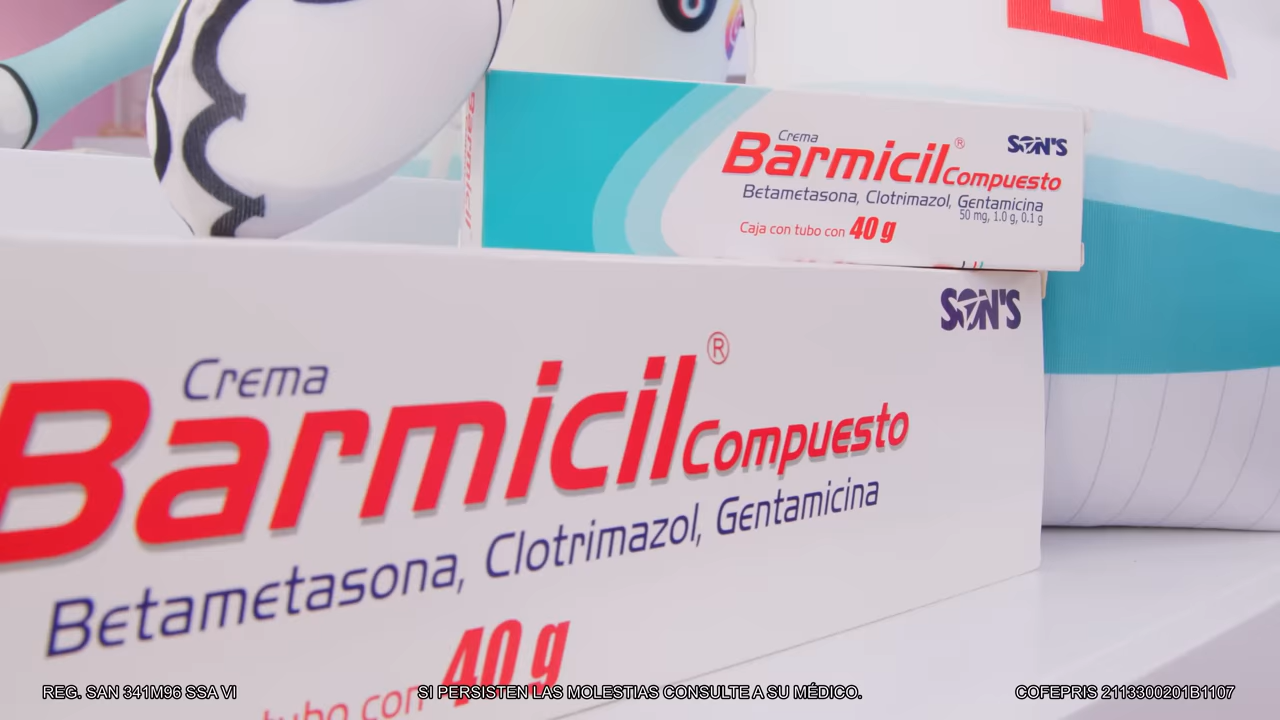 B
Barmicil
Crema
Barmicil® Compuesto
SON'S
Betametasona, Clotrimazol, Gentamicina
50 mg, 1.0 g, 0.1 g
Caja con tubo con 40 g
SON'S
Crema
Barmicil® Compuesto
Betametasona, Clotrimazol, Gentamicina
tubo con 40 g
REG. SAN 341M96 SSA VI
SI PERSISTEN LAS MOLESTIAS CONSULTE A SU MÉDICO.
COFEPRIS 2113300201B1107